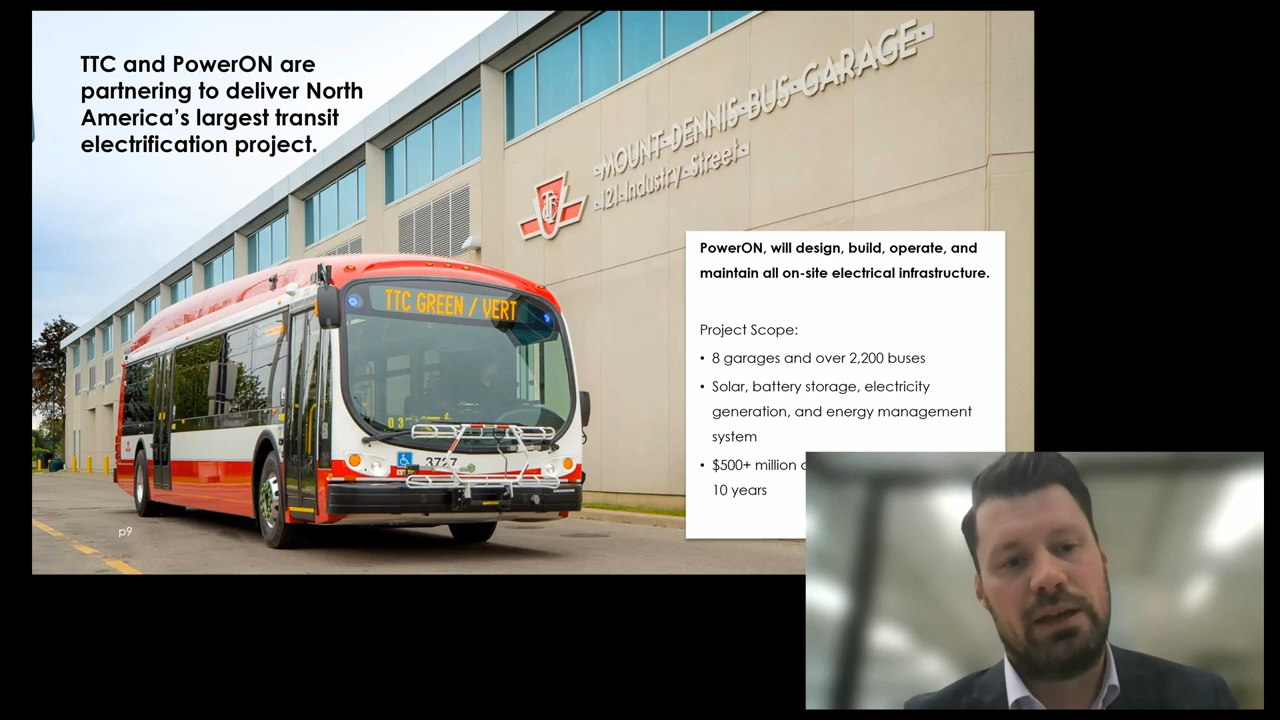 TTC and PowerON are
partnering to deliver North
America's largest transit
electrification project.
MOUNT DENNIS BUS GARAGE
121 Industry Street
TTC GREEN / VERT
3727
PowerON, will design, build, operate, and
maintain all on-site electrical infrastructure.
Project Scope:
• 8 garages and over 2,200 buses
• Solar, battery storage, electricity
generation, and energy management
system
• $500+ million
10 years
p9